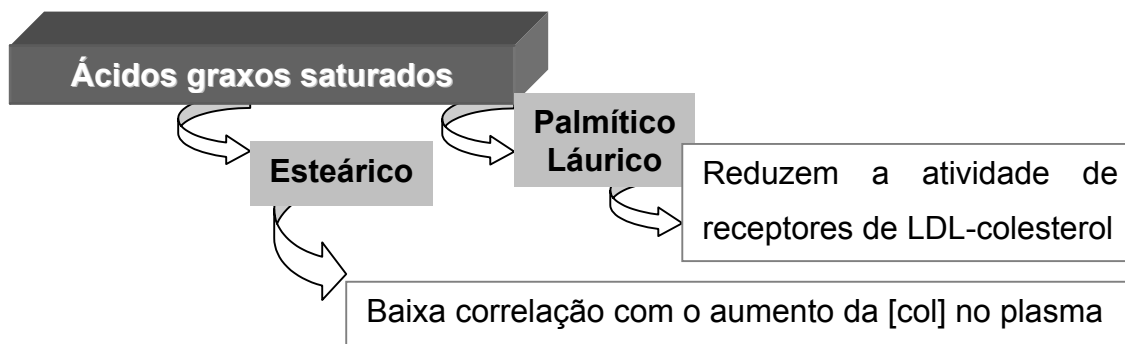 Ácidos graxos saturados
Palmítico
Láurico
Esteárico
Reduzem a atividade de
receptores de LDL-colesterol
Baixa correlação com o aumento da [col] no plasma